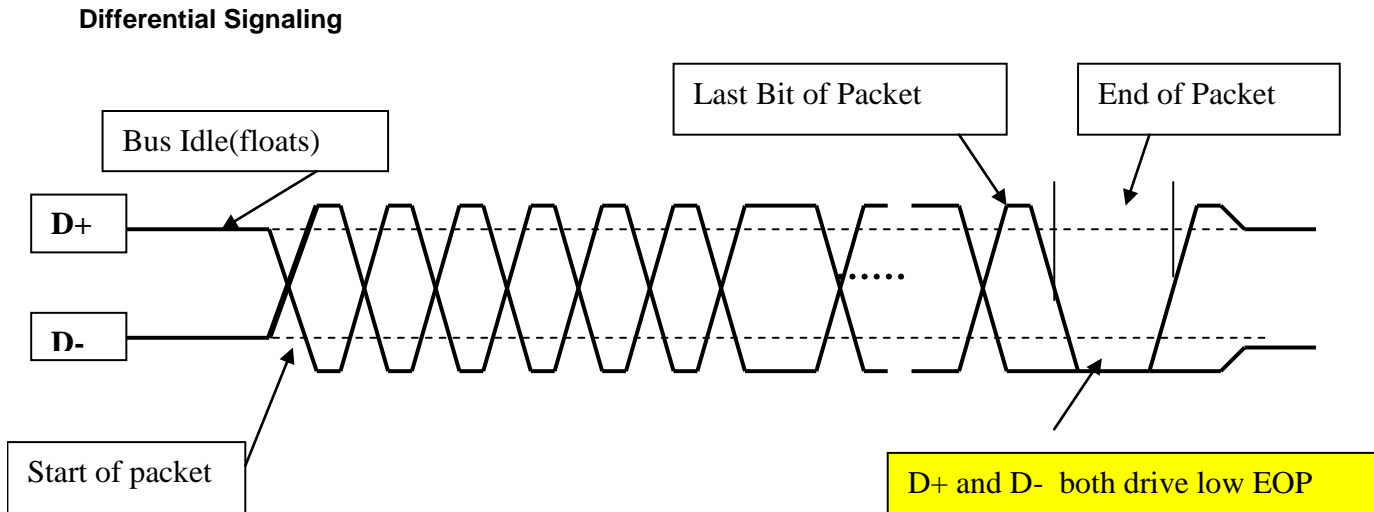 Differential Signaling
Last Bit of Packet
End of Packet
Bus Idle(floats)
D+
D-
Start of packet
D+ and D-  both drive low EOP